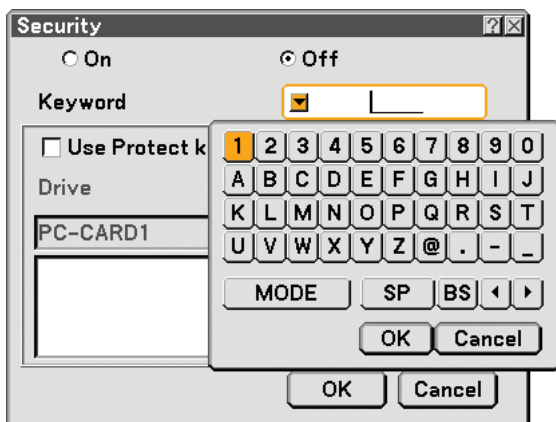 Security ? X
On Off
Keyword
Use Protect k
Drive
PC-CARD1
1 2 3 4 5 6 7 8 9 0
A B C D E F G H I J
K L M N O P Q R S T
U V W X Y Z @ . - _
MODE SP BS
OK Cancel
OK Cancel